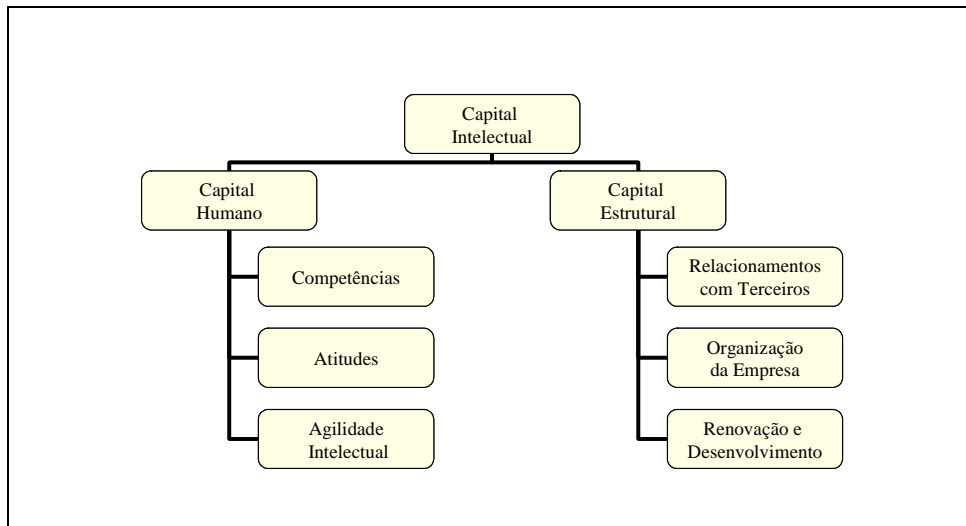 Capital
Intelectual
Capital
Humano
Capital
Estrutural
Competências
Relacionamentos
com Terceiros
Atitudes
Organização
da Empresa
Agilidade
Intelectual
Renovação e
Desenvolvimento